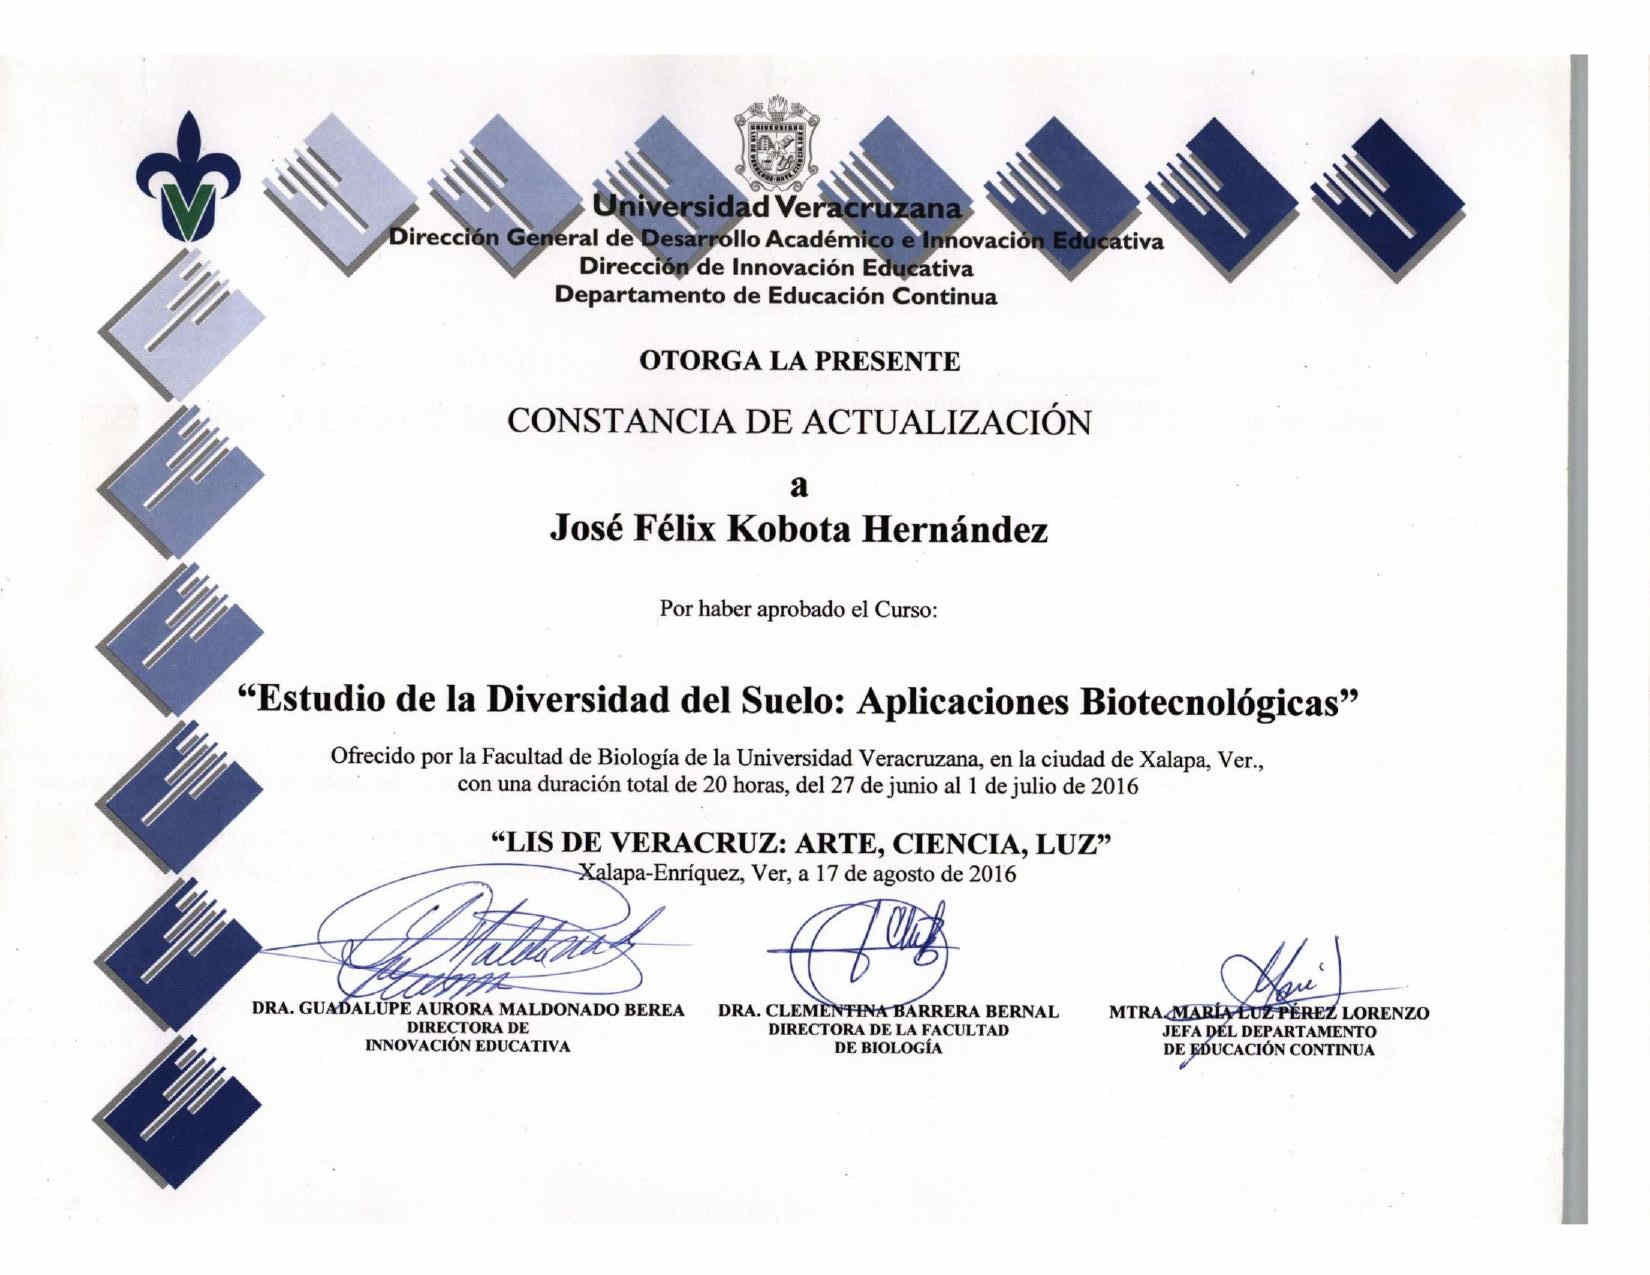 Universidad Veracruzana
Dirección General de Desarrollo Académico e Innovación Educativa
Dirección de Innovación Educativa
Departamento de Educación Continua
OTORGA LA PRESENTE
CONSTANCIA DE ACTUALIZACIÓN
a
José Félix Kobota Hernández
Por haber aprobado el Curso:
“Estudio de la Diversidad del Suelo: Aplicaciones Biotecnológicas”
Ofrecido por la Facultad de Biología de la Universidad Veracruzana, en la ciudad de Xalapa, Ver.,
con una duración total de 20 horas, del 27 de junio al 1 de julio de 2016
“LIS DE VERACRUZ: ARTE, CIENCIA, LUZ”
Xalapa-Enríquez, Ver, a 17 de agosto de 2016
DRA. GUADALUPE AURORA MALDONADO BEREA
DIRECTORA DE
INNOVACIÓN EDUCATIVA
DRA. CLEMENTINA BARRERA BERNAL
DIRECTORA DE LA FACULTAD
DE BIOLOGÍA
MTRA. MARÍA LUZ PÉREZ LORENZO
JEFA DEL DEPARTAMENTO
DE EDUCACIÓN CONTINUA